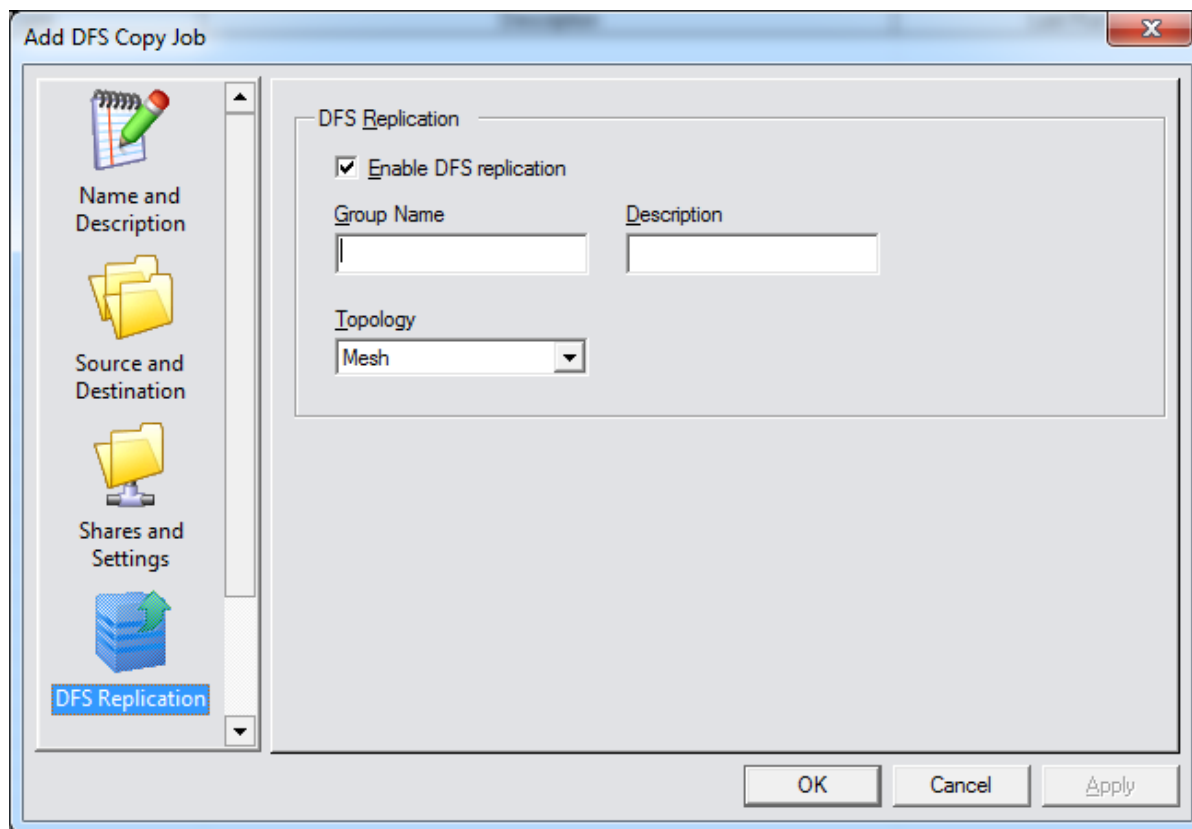 Add DFS Copy Job
Name and
Description
Source and
Destination
Shares and
Settings
DFS Replication
DFS Replication
Enable DFS replication
Group Name Description
Topology
Mesh
OK Cancel Apply